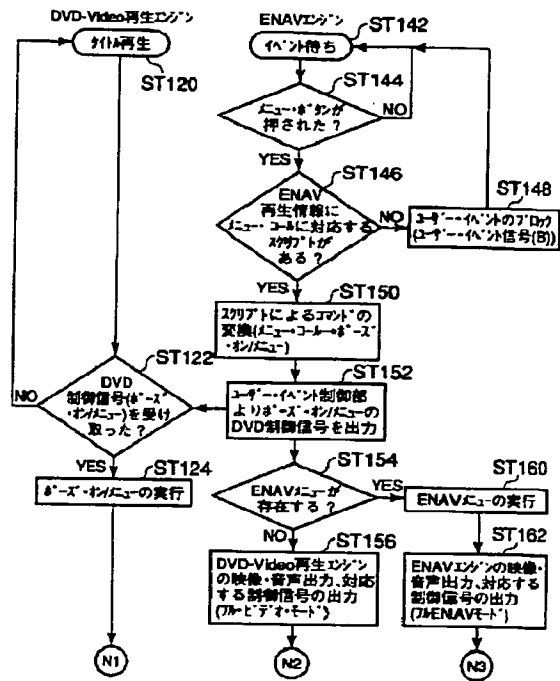 DVD-Video再生エンジン
タイトル再生
ST120
ENAVエンジン
イベント待ち
ST142
ST144
メニュー・ボタンが
押された?
NO
YES
ST146
ENAV
再生情報に
メニュー・コールに対応する
スクリプトが
ある?
NO
ST148
ユーザー・イベントのブロック
(ユーザー・イベント信号(B))
YES
ST150
スクリプトによるコマンドの
変換(メニュー・コール→ポーズ
・オン/メニュー)
ST122
DVD
制御信号(ポーズ
・オン/メニュー)を受け
取った?
NO
ST152
ユーザー・イベント制御部
よりポーズ・オン/メニューの
DVD制御信号を出力
YES
ST124
ポーズ・オン/メニューの実行
ST154
ENAVメニューが
存在する?
YES
ST160
ENAVメニューの実行
NO
ST156
DVD-Video再生エンジン
の映像・音声出力、対応
する制御信号の出力
(フル・ビデオ・モード)
ST162
ENAVエンジンの映像・
音声出力、対応する
制御信号の出力
(フルENAVモード)
N1
N2
N3